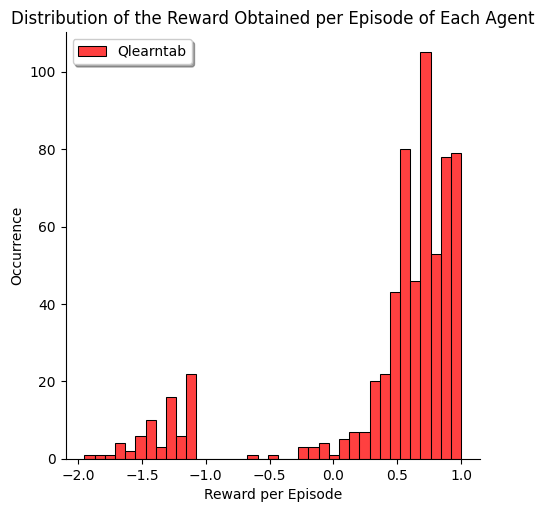 Distribution of the Reward Obtained per Episode of Each Agent
Qlearntab
100
80
60
40
20
0
Occurrence
−2.0 −1.5 −1.0 −0.5 0.0 0.5 1.0
Reward per Episode